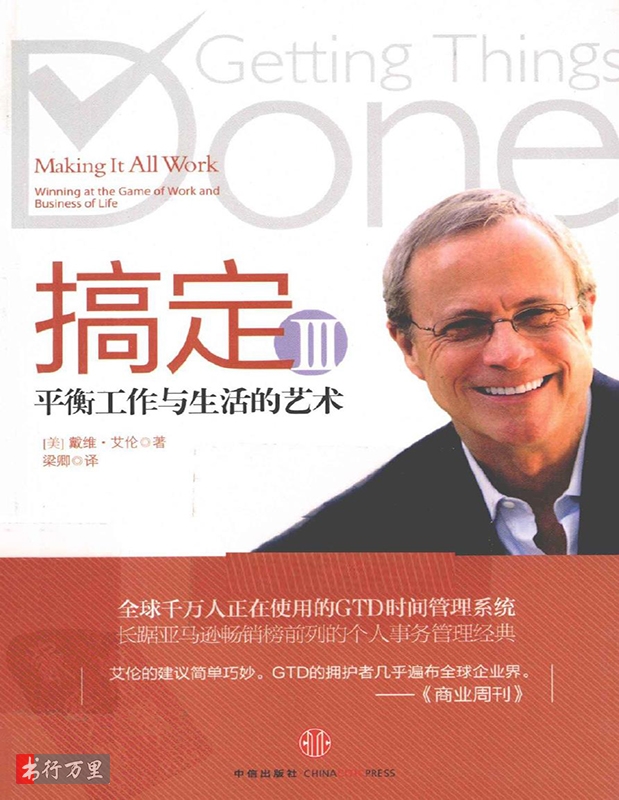 Getting Things
Done
Making It All Work
Winning at the Game of Work and
Business of Life
搞定III
平衡工作与生活的艺术
[美]戴维·艾伦◎著
梁卿◎译
全球千万人正在使用的GTD时间管理系统
长踞亚马逊畅销榜前列的个人事务管理经典
艾伦的建议简单巧妙。GTD的拥护者几乎遍布全球企业界。
——《商业周刊》
中信出版社·CHINACITICPRESS
书行万里